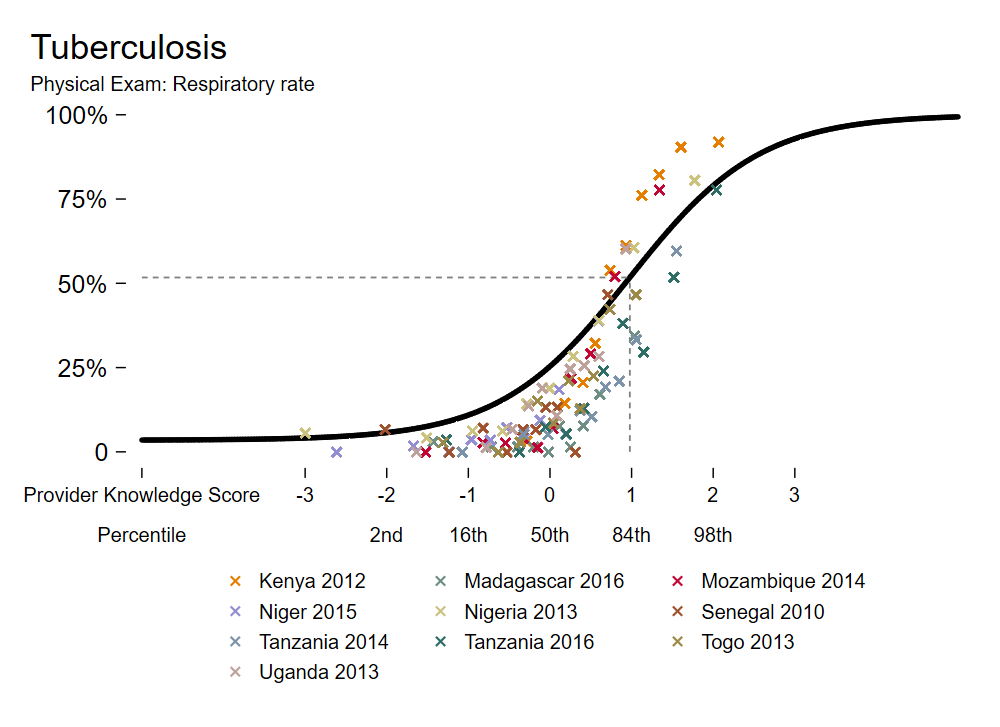 Tuberculosis
Physical Exam: Respiratory rate
100%
75%
50%
25%
0
Provider Knowledge Score -3 -2 -1 0 1 2 3
Percentile 2nd 16th 50th 84th 98th
Kenya 2012 Madagascar 2016 Mozambique 2014
Niger 2015 Nigeria 2013 Senegal 2010
Tanzania 2014 Tanzania 2016 Togo 2013
Uganda 2013